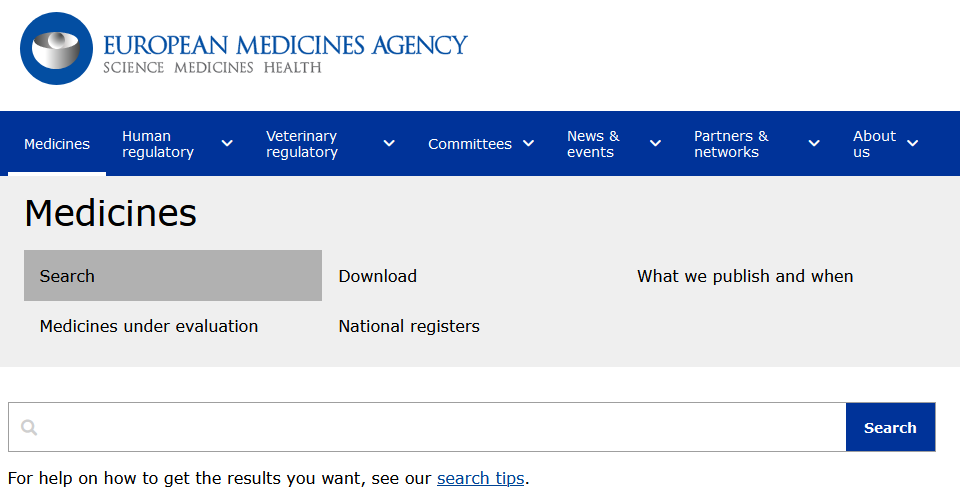 EUROPEAN MEDICINES AGENCY
SCIENCE MEDICINES HEALTH
Medicines
Human
regulatory
Veterinary
regulatory
Committees
News &
events
Partners &
networks
About
us
Medicines
Search
Download
What we publish and when
Medicines under evaluation
National registers
Search
For help on how to get the results you want, see our search tips.